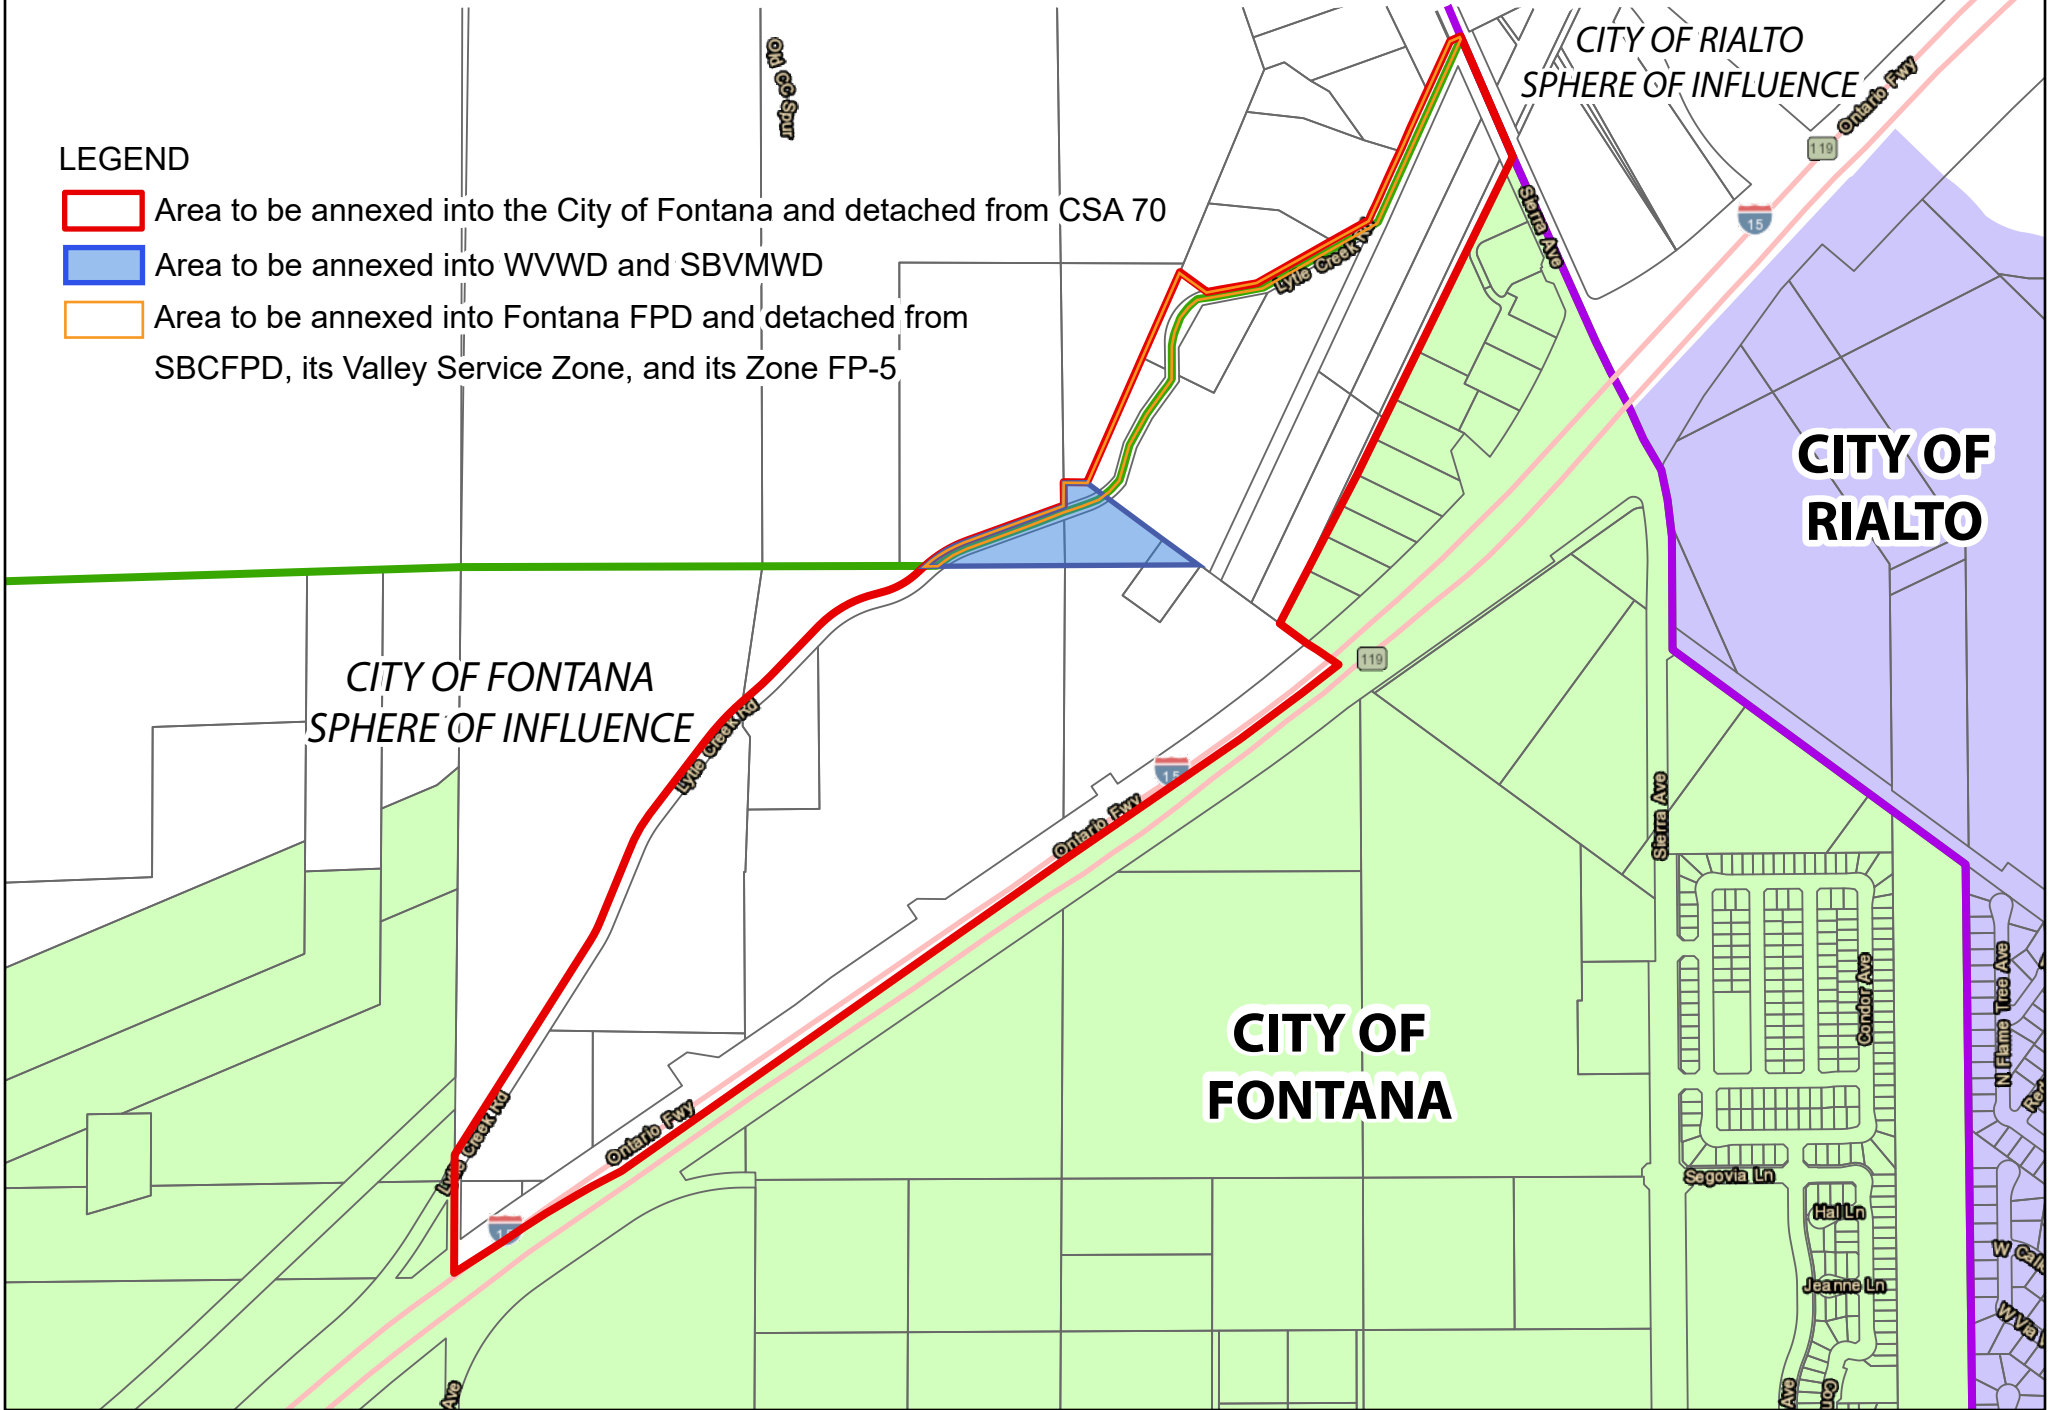 CITY OF RIALTO
SPHERE OF INFLUENCE
Old CC Spur
Ontario Fwy
119
15
LEGEND
Area to be annexed into the City of Fontana and detached from CSA 70
Area to be annexed into WVWD and SBVMWD
Area to be annexed into Fontana FPD and detached from
SBCFPD, its Valley Service Zone, and its Zone FP-5
Sierra Ave
Lytle Creek Rd
CITY OF
RIALTO
CITY OF FONTANA
SPHERE OF INFLUENCE
119
Lytle Creek Rd
15
Ontario Fwy
Sierra Ave
CITY OF
FONTANA
Condor Ave
N Flame Tree Ave
Lytle Creek Rd
Ontario Fwy
15
Segovia Ln
Hal Ln
Jeanne Ln
W Via
Ave
Ave